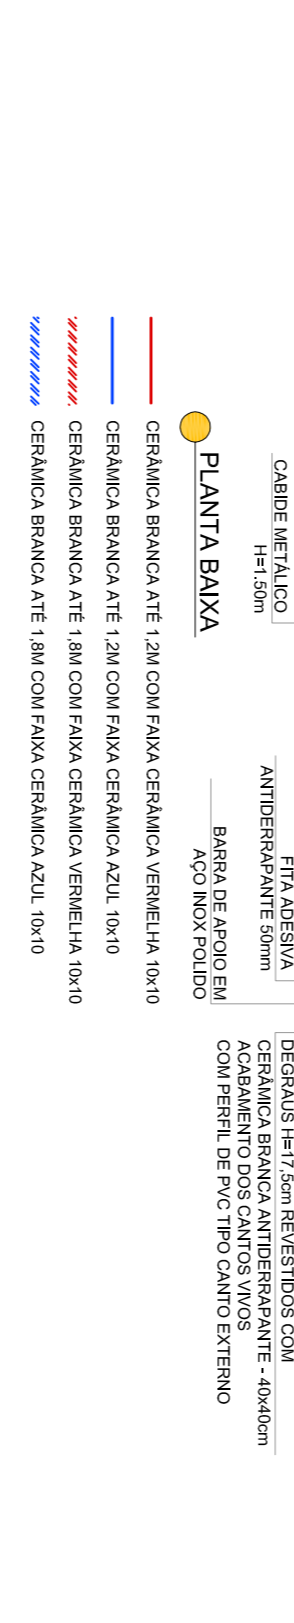 CABIDE METÁLICO
H=1.50m
FITA ADESIVA
ANTIDERRAPANTE 50mm
BARRA DE APOIO EM
AÇO INOX POLIDO
DEGRAUS H=17,5cm REVESTIDOS COM
CERÂMICA BRANCA ANTIDERRAPANTE - 40x40cm
ACABAMENTO DOS CANTOS VIVOS
COM PERFIL DE PVC TIPO CANTO EXTERNO
PLANTA BAIXA
CERÂMICA BRANCA ATÉ 1,2M COM FAIXA CERÂMICA VERMELHA 10x10
CERÂMICA BRANCA ATÉ 1,2M COM FAIXA CERÂMICA AZUL 10x10
CERÂMICA BRANCA ATÉ 1,8M COM FAIXA CERÂMICA VERMELHA 10x10
CERÂMICA BRANCA ATÉ 1,8M COM FAIXA CERÂMICA AZUL 10x10